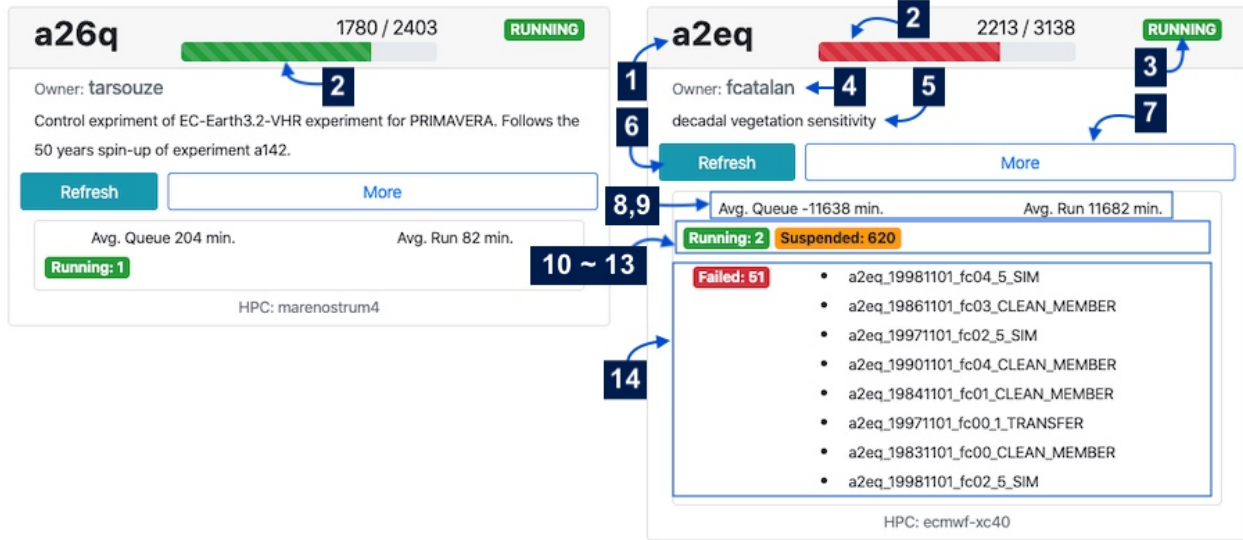 a26q
1780 / 2403
RUNNING
2
Owner: tarsouze
Control expriment of EC-Earth3.2-VHR experiment for PRIMAVERA. Follows the
50 years spin-up of experiment a142.
Refresh
More
Avg. Queue 204 min.
Avg. Run 82 min.
Running: 1
HPC: marenostrum4
2
a2eq
2213 / 3138
RUNNING
1
3
Owner: fcatalan
4
5
decadal vegetation sensitivity
6
7
Refresh
More
8,9
Avg. Queue -11638 min.
Avg. Run 11682 min.
10 ~ 13
Running: 2
Suspended: 620
14
Failed: 51
• a2eq_19981101_fc04_5_SIM
• a2eq_19861101_fc03_CLEAN_MEMBER
• a2eq_19971101_fc02_5_SIM
• a2eq_19901101_fc04_CLEAN_MEMBER
• a2eq_19841101_fc01_CLEAN_MEMBER
• a2eq_19971101_fc00_1_TRANSFER
• a2eq_19831101_fc00_CLEAN_MEMBER
• a2eq_19981101_fc02_5_SIM
HPC: ecmwf-xc40